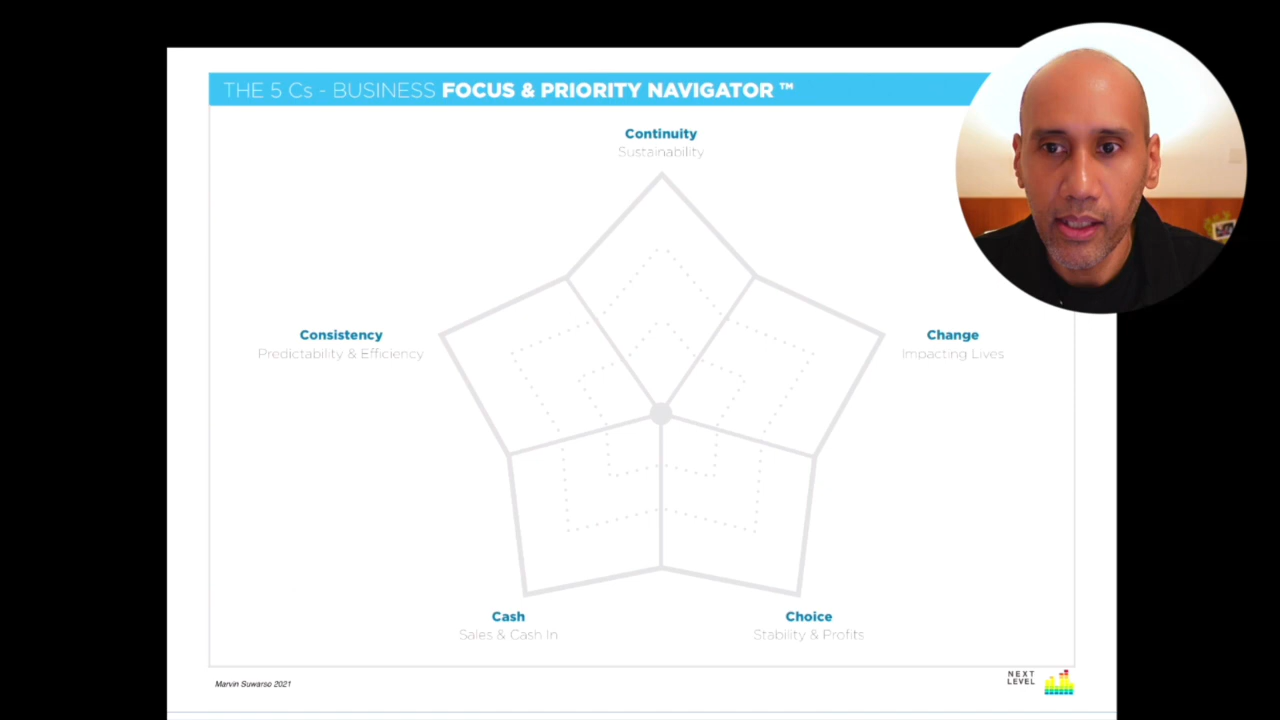 THE 5 Cs - BUSINESS FOCUS & PRIORITY NAVIGATOR ™
Continuity
Sustainability
Consistency
Predictability & Efficiency
Change
Impacting Lives
Cash
Sales & Cash In
Choice
Stability & Profits
Marvin Suwarso 2021
NEXT
LEVEL